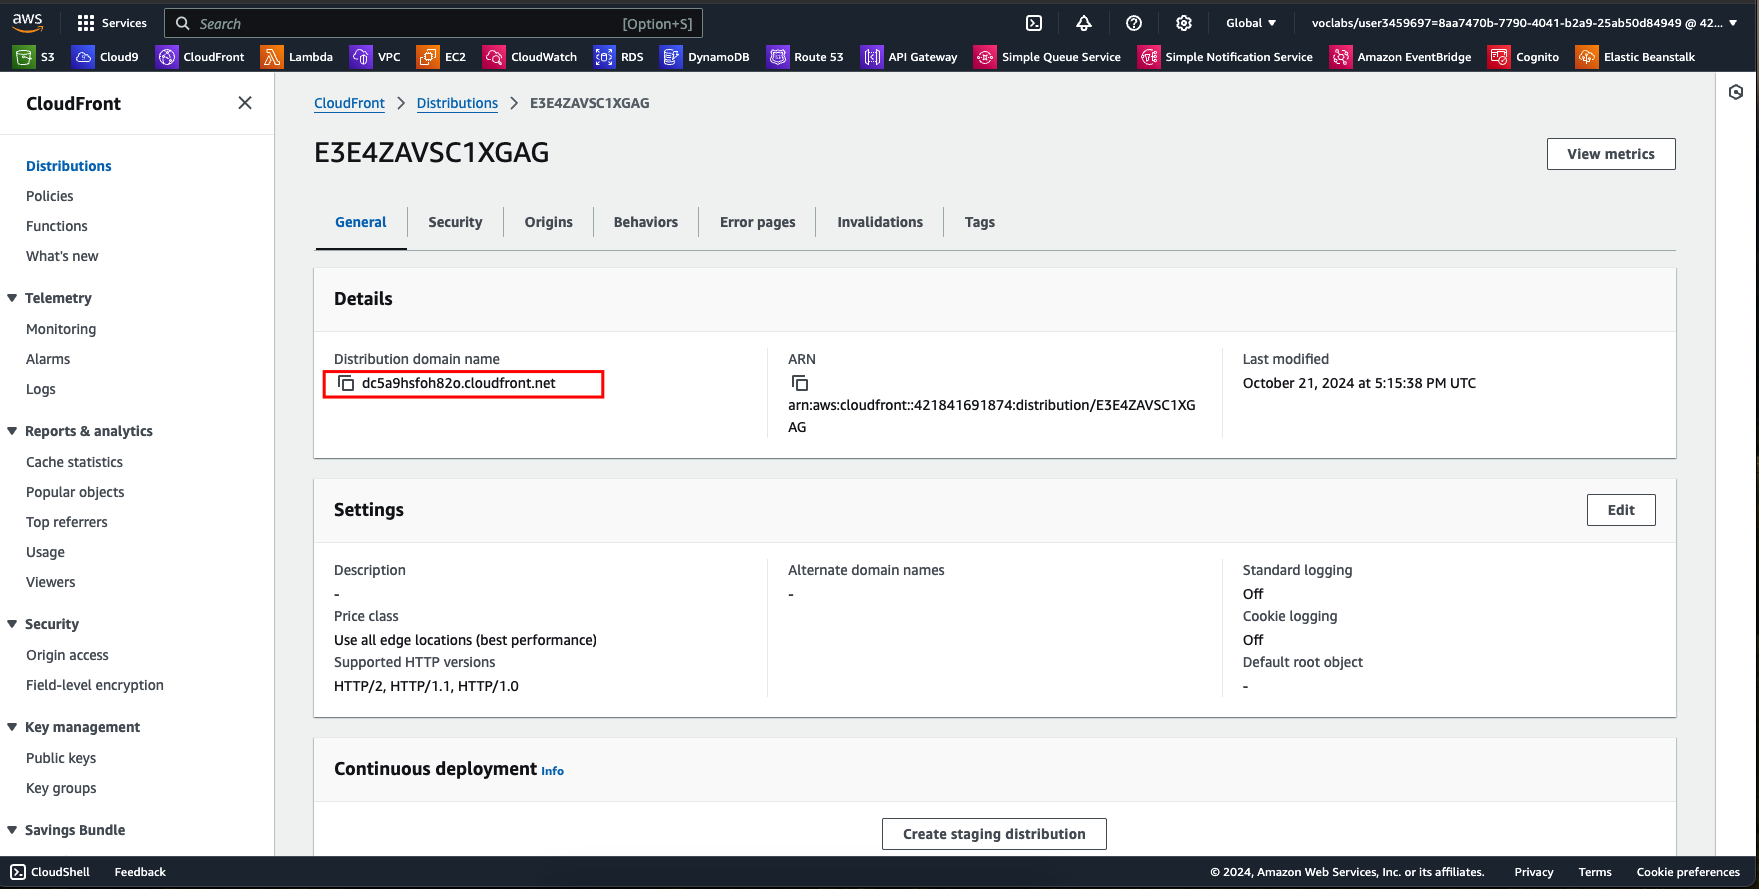 aws
Services
Search
[Option+S]
Global
voclabs/user3459697=8aa7470b-7790-4041-b2a9-25ab50d84949 @ 42...
S3
Cloud9
CloudFront
Lambda
VPC
EC2
CloudWatch
RDS
DynamoDB
Route 53
API Gateway
Simple Queue Service
Simple Notification Service
Amazon EventBridge
Cognito
Elastic Beanstalk
CloudFront
Distributions
Policies
Functions
What's new
Telemetry
Monitoring
Alarms
Logs
Reports & analytics
Cache statistics
Popular objects
Top referrers
Usage
Viewers
Security
Origin access
Field-level encryption
Key management
Public keys
Key groups
Savings Bundle
CloudFront
Distributions
E3E4ZAVSC1XGAG
E3E4ZAVSC1XGAG
View metrics
General
Security
Origins
Behaviors
Error pages
Invalidations
Tags
Details
Distribution domain name
dc5a9hsfoh82o.cloudfront.net
ARN
arn:aws:cloudfront::421841691874:distribution/E3E4ZAVSC1XG
AG
Last modified
October 21, 2024 at 5:15:38 PM UTC
Settings
Edit
Description
-
Price class
Use all edge locations (best performance)
Supported HTTP versions
HTTP/2, HTTP/1.1, HTTP/1.0
Alternate domain names
-
Standard logging
Off
Cookie logging
Off
Default root object
-
Continuous deployment Info
Create staging distribution
CloudShell
Feedback
© 2024, Amazon Web Services, Inc. or its affiliates.
Privacy
Terms
Cookie preferences